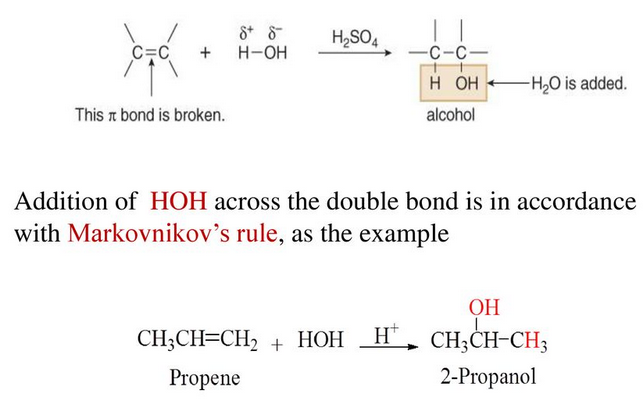 δ⁺ δ⁻
C=C + H–OH H₂SO₄ –C–C–
H OH H₂O is added.
This π bond is broken. alcohol
Addition of HOH across the double bond is in accordance
with Markovnikov's rule, as the example
OH
CH₃CH=CH₂ + HOH H⁺ CH₃CH–CH₃
Propene 2-Propanol